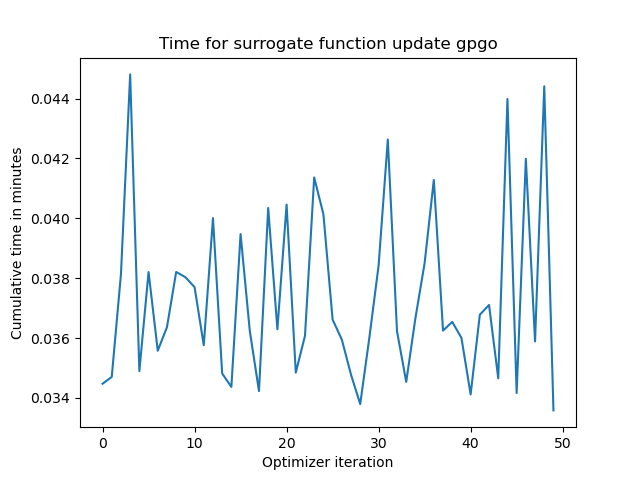 Time for surrogate function update gpgo
Cumulative time in minutes
0.044
0.042
0.040
0.038
0.036
0.034
0 10 20 30 40 50
Optimizer iteration